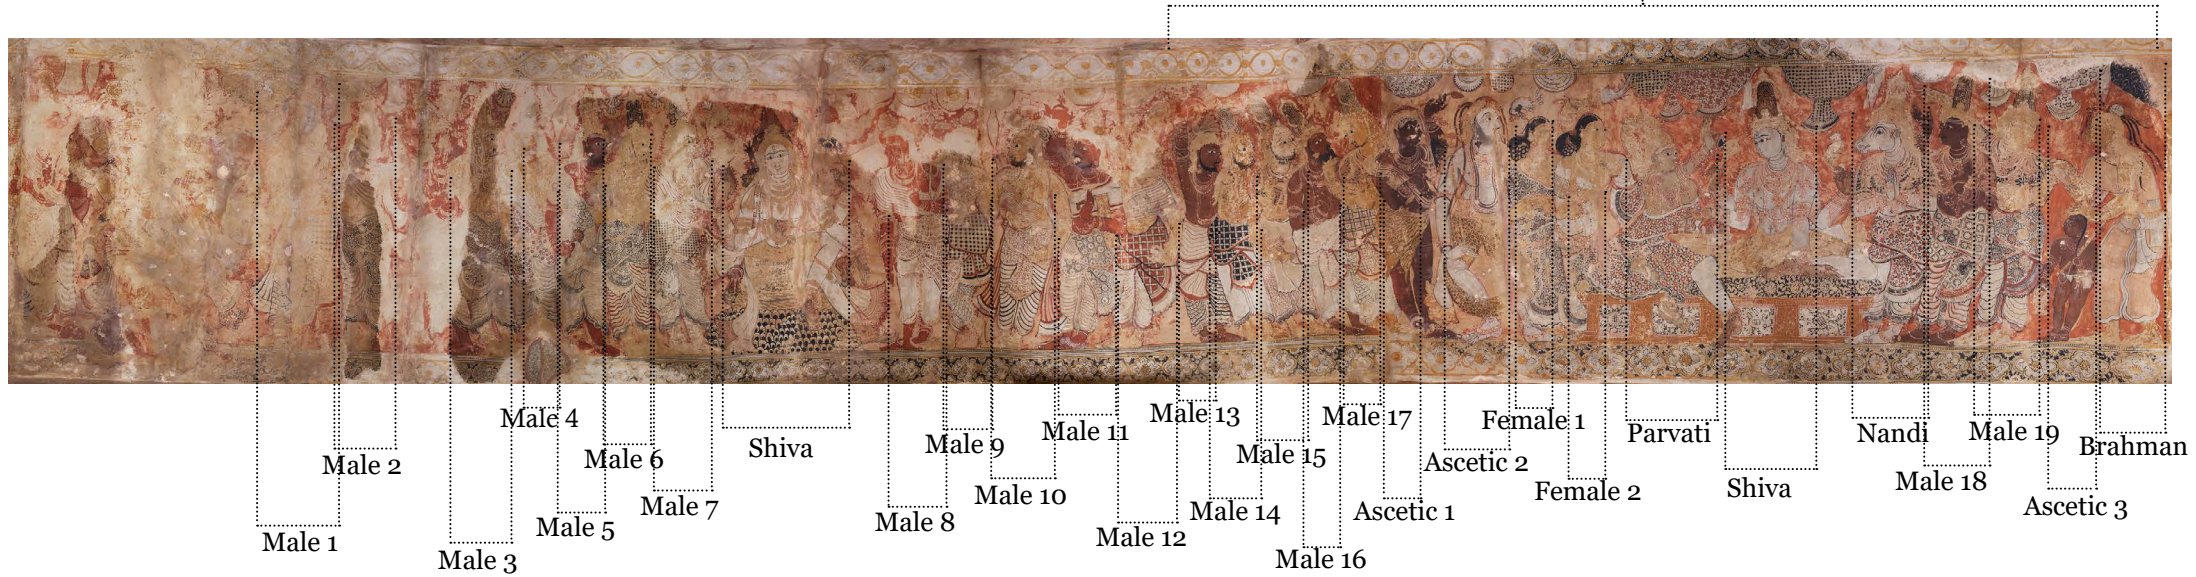 Male 1
Male 2
Male 3
Male 4
Male 5
Male 6
Male 7
Shiva
Male 8
Male 9
Male 10
Male 11
Male 12
Male 13
Male 14
Male 15
Male 16
Male 17
Ascetic 1
Ascetic 2
Female 1
Female 2
Parvati
Shiva
Nandi
Male 18
Male 19
Ascetic 3
Brahman